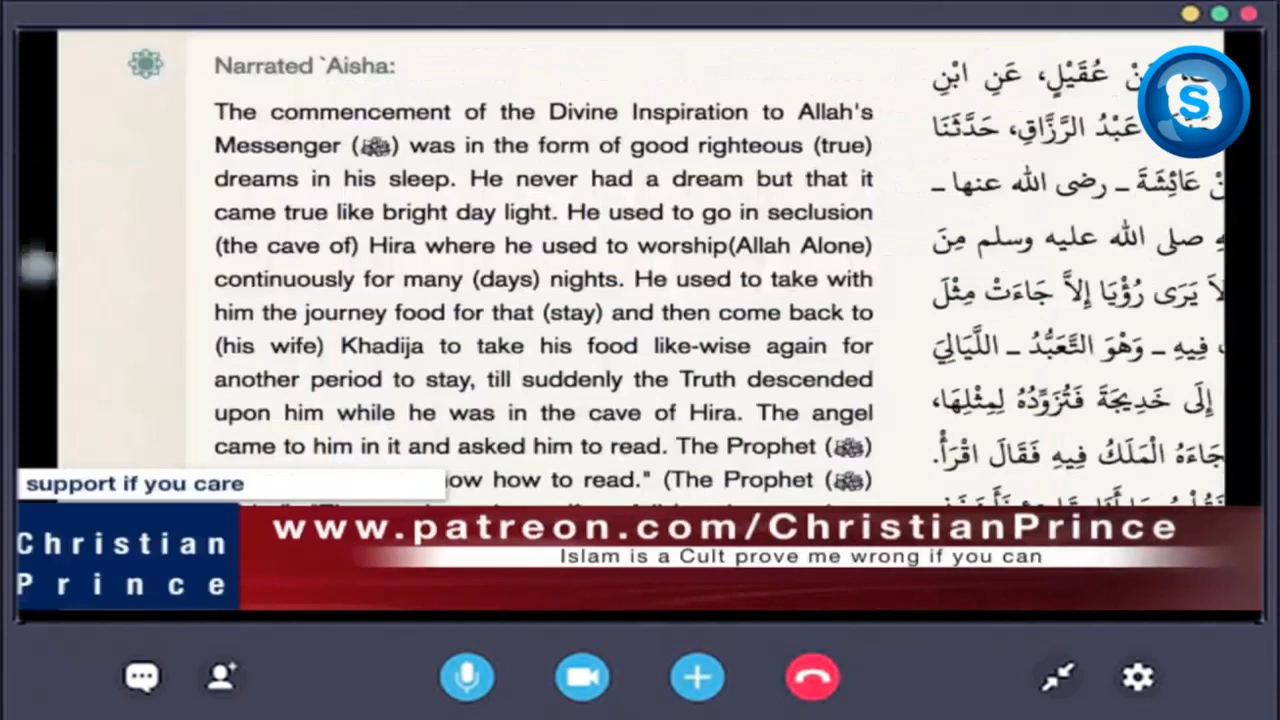 Narrated `Aisha:
The commencement of the Divine Inspiration to Allah's
Messenger (ﷺ) was in the form of good righteous (true)
dreams in his sleep. He never had a dream but that it
came true like bright day light. He used to go in seclusion
(the cave of) Hira where he used to worship(Allah Alone)
continuously for many (days) nights. He used to take with
him the journey food for that (stay) and then come back to
(his wife) Khadija to take his food like-wise again for
another period to stay, till suddenly the Truth descended
upon him while he was in the cave of Hira. The angel
came to him in it and asked him to read. The Prophet (ﷺ)
how to read." (The Prophet (ﷺ)
عُقَيْلٍ، عَنِ ابْنِ
عَبْدُ الرَّزَّاقِ، حَدَّثَنَا
عَائِشَةَ ـ رضى الله عنها ـ
صلى الله عليه وسلم مِنَ
يَرَى رُؤْيَا إِلاَّ جَاءَتْ مِثْلَ
فِيهِ ـ وَهْوَ التَّعَبُّدُ ـ اللَّيَالِيَ
إِلَى خَدِيجَةَ فَتُزَوِّدُهُ لِمِثْلِهَا،
جَاءَهُ الْمَلَكُ فِيهِ فَقَالَ اقْرَأْ.
S
support if you care
Christian
Prince
www.patreon.com/ChristianPrince
Islam is a Cult prove me wrong if you can